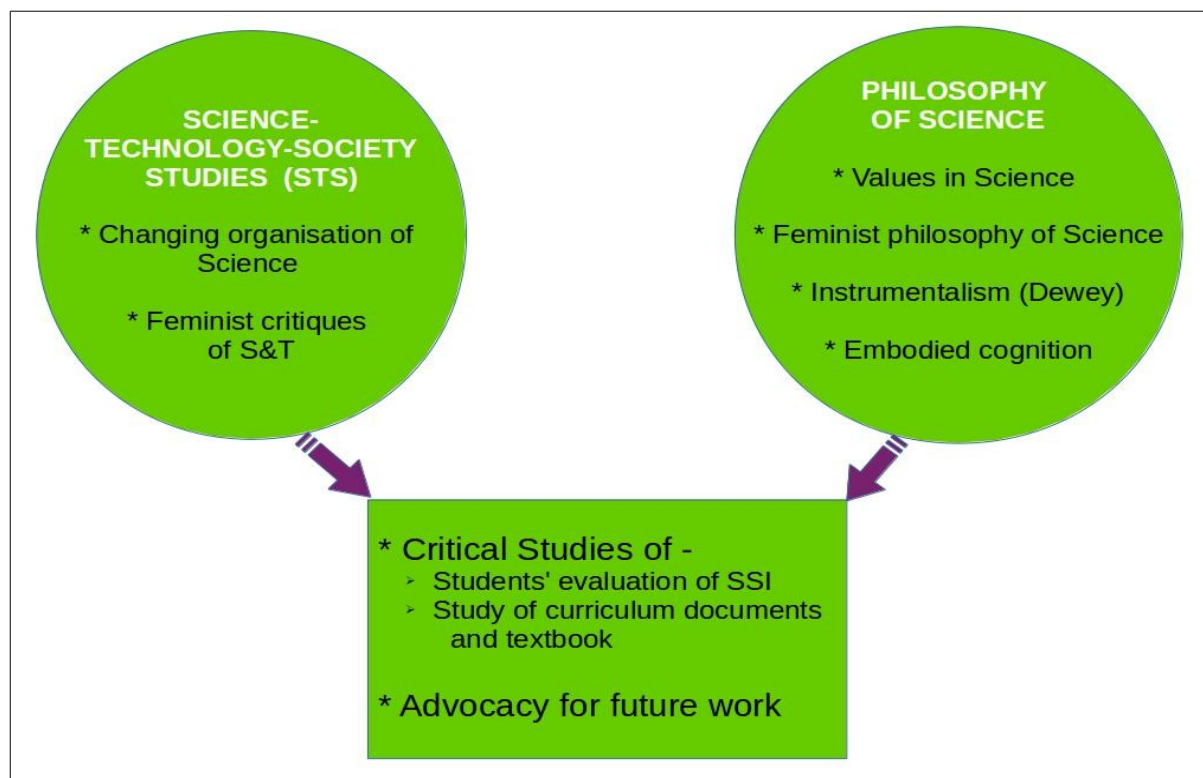 SCIENCE-
TECHNOLOGY-SOCIETY
STUDIES (STS)
* Changing organisation of
Science
* Feminist critiques
of S&T
PHILOSOPHY
OF SCIENCE
* Values in Science
* Feminist philosophy of Science
* Instrumentalism (Dewey)
* Embodied cognition
* Critical Studies of -
➢ Students' evaluation of SSI
➢ Study of curriculum documents
and textbook
* Advocacy for future work